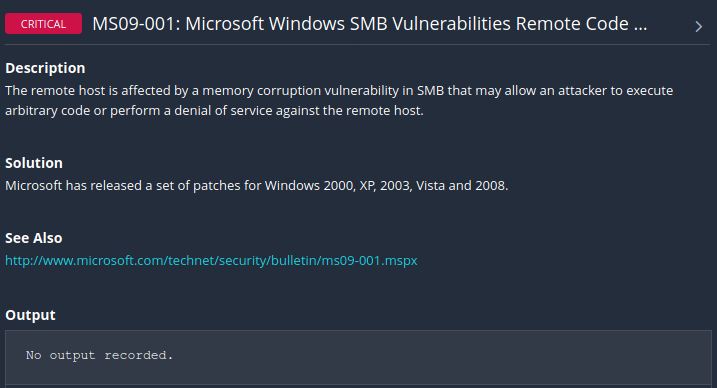 CRITICAL MS09-001: Microsoft Windows SMB Vulnerabilities Remote Code ...
Description
The remote host is affected by a memory corruption vulnerability in SMB that may allow an attacker to execute
arbitrary code or perform a denial of service against the remote host.
Solution
Microsoft has released a set of patches for Windows 2000, XP, 2003, Vista and 2008.
See Also
http://www.microsoft.com/technet/security/bulletin/ms09-001.mspx
Output
No output recorded.